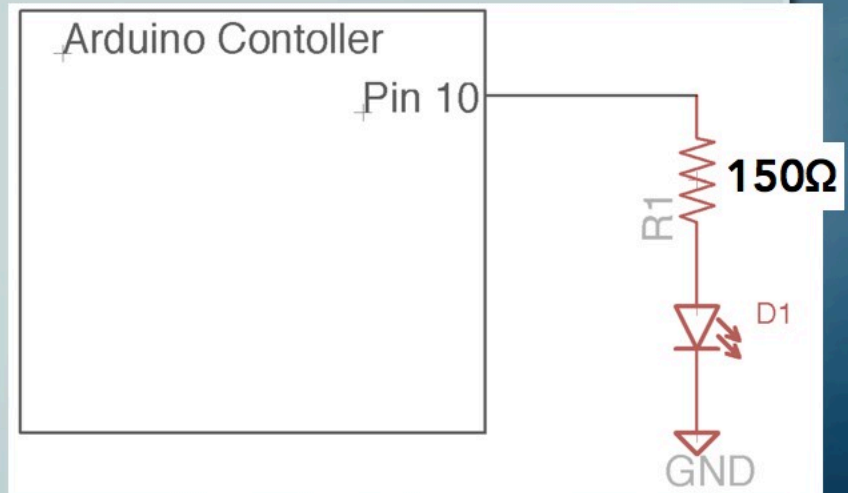 Arduino Contoller
Pin 10
150Ω
R1
D1
GND